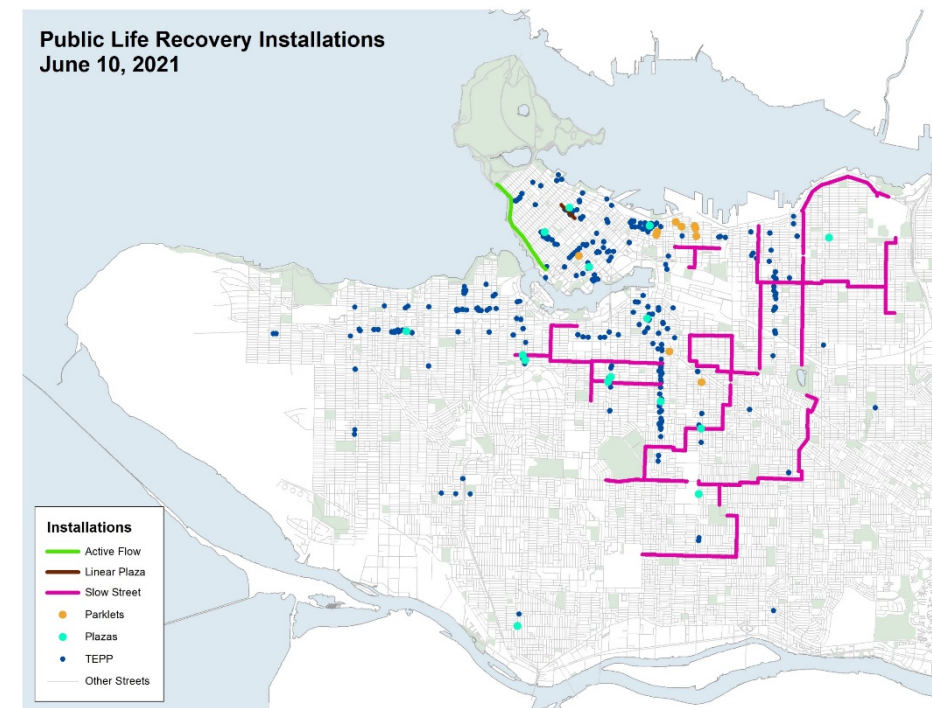 Public Life Recovery Installations
June 10, 2021
Installations
Active Flow
Linear Plaza
Slow Street
Parklets
Plazas
TEPP
Other Streets